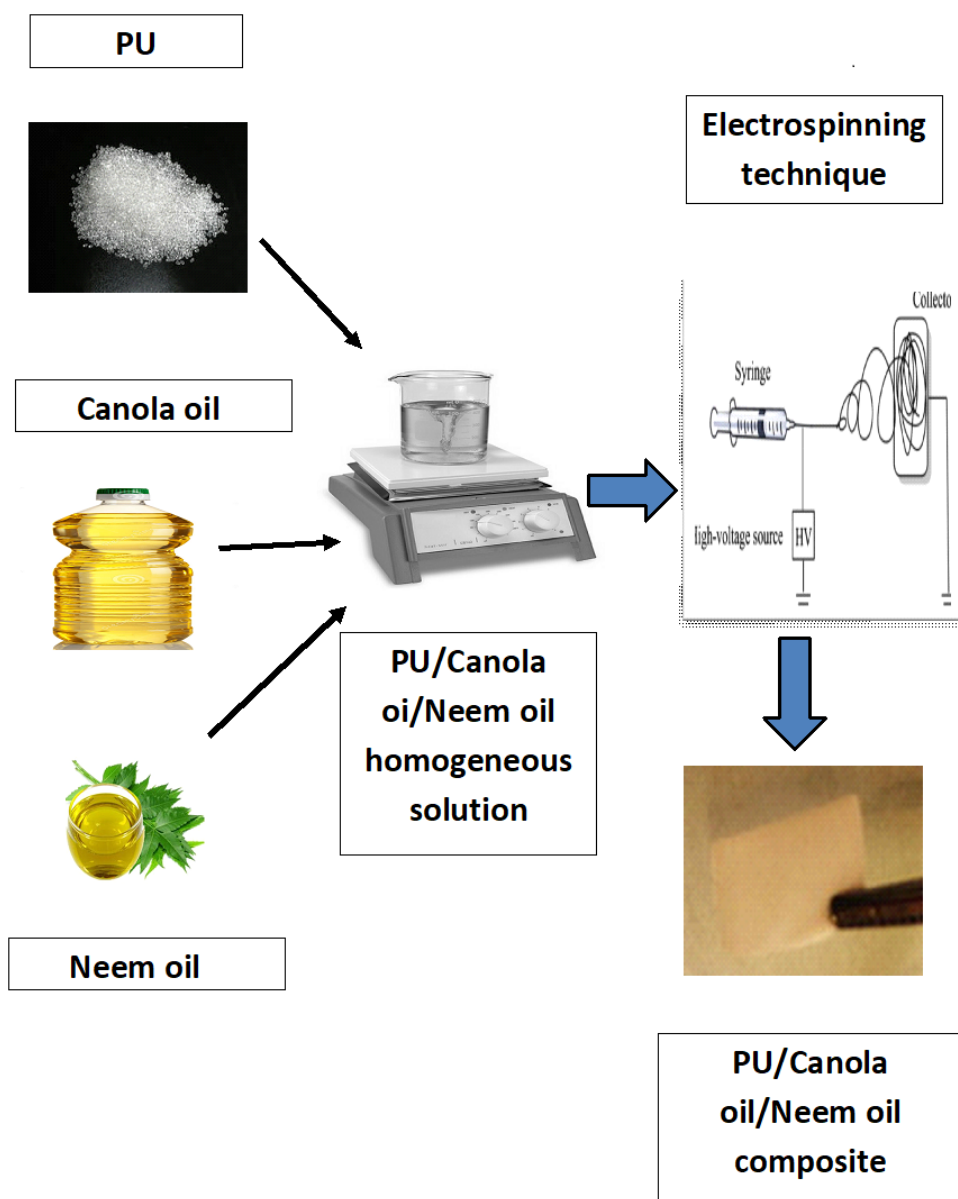 PU
Electrospinning
technique
Collecto
Syringe
High-voltage source
HV
Canola oil
PU/Canola
oi/Neem oil
homogeneous
solution
Neem oil
PU/Canola
oil/Neem oil
composite